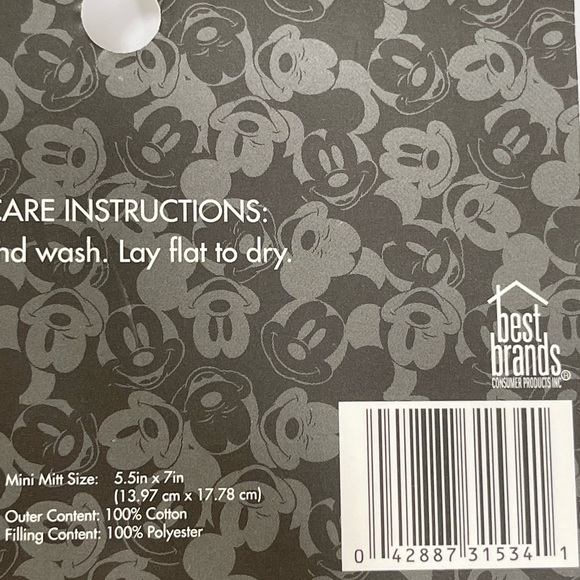 CARE INSTRUCTIONS:
nd wash. Lay flat to dry.
best
brands
CONSUMER PRODUCTS INC.
®
Mini Mitt Size: 5.5in x 7in
(13.97 cm x 17.78 cm)
Outer Content: 100% Cotton
Filling Content: 100% Polyester
0 42887 31534 1